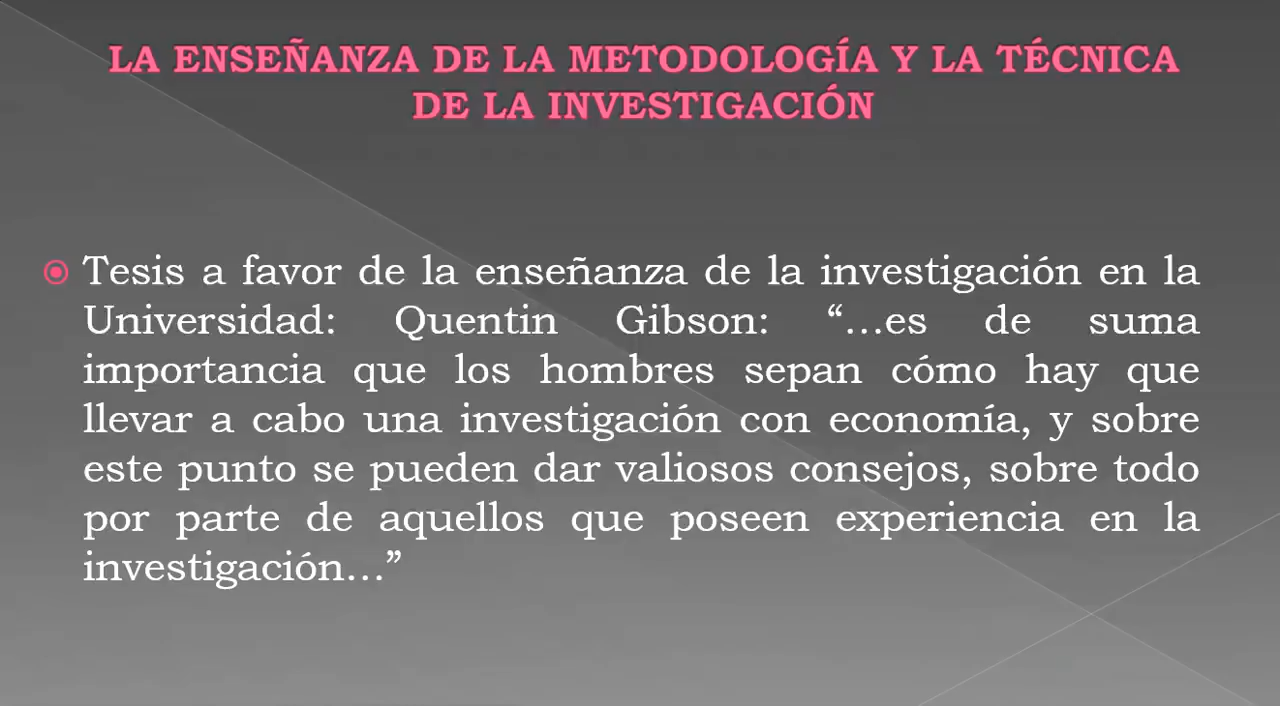 LA ENSEÑANZA DE LA METODOLOGÍA Y LA TÉCNICA
DE LA INVESTIGACIÓN
Tesis a favor de la enseñanza de la investigación en la
Universidad: Quentin Gibson: “…es de suma
importancia que los hombres sepan cómo hay que
llevar a cabo una investigación con economía, y sobre
este punto se pueden dar valiosos consejos, sobre todo
por parte de aquellos que poseen experiencia en la
investigación…”